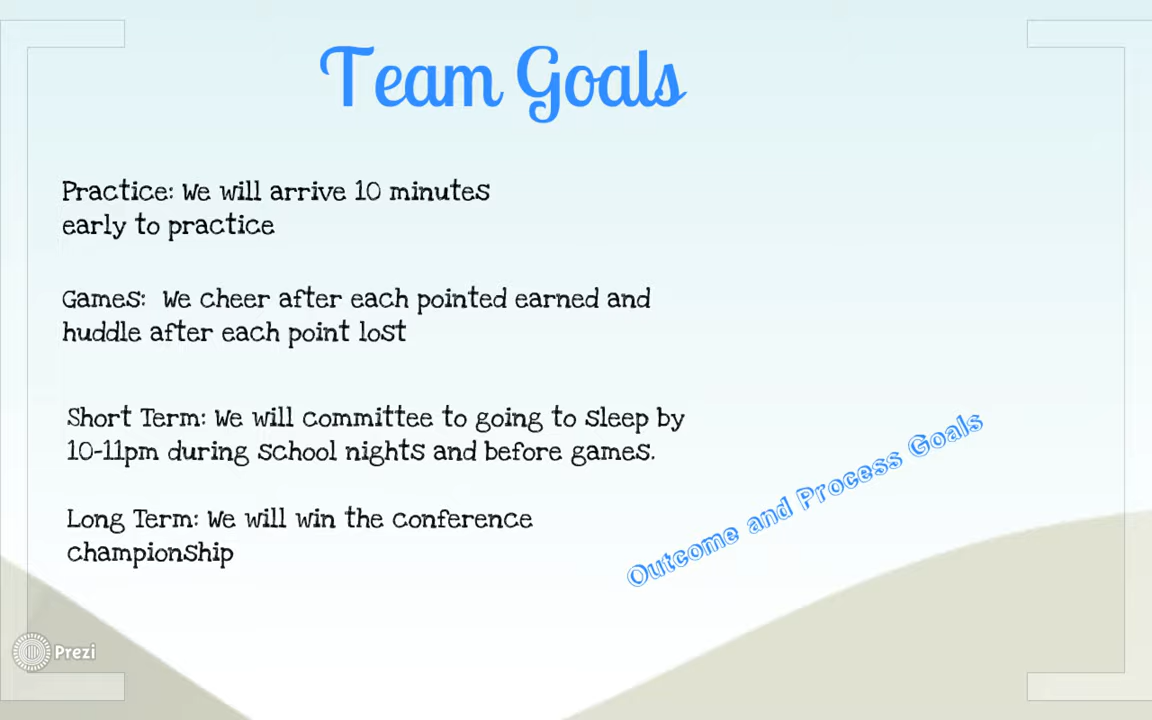 Team Goals
Practice: We will arrive 10 minutes
early to practice
Games: We cheer after each pointed earned and
huddle after each point lost
Short Term: We will committee to going to sleep by
10-11pm during school nights and before games.
Long Term: We will win the conference
championship
Outcome and Process Goals
Prezi